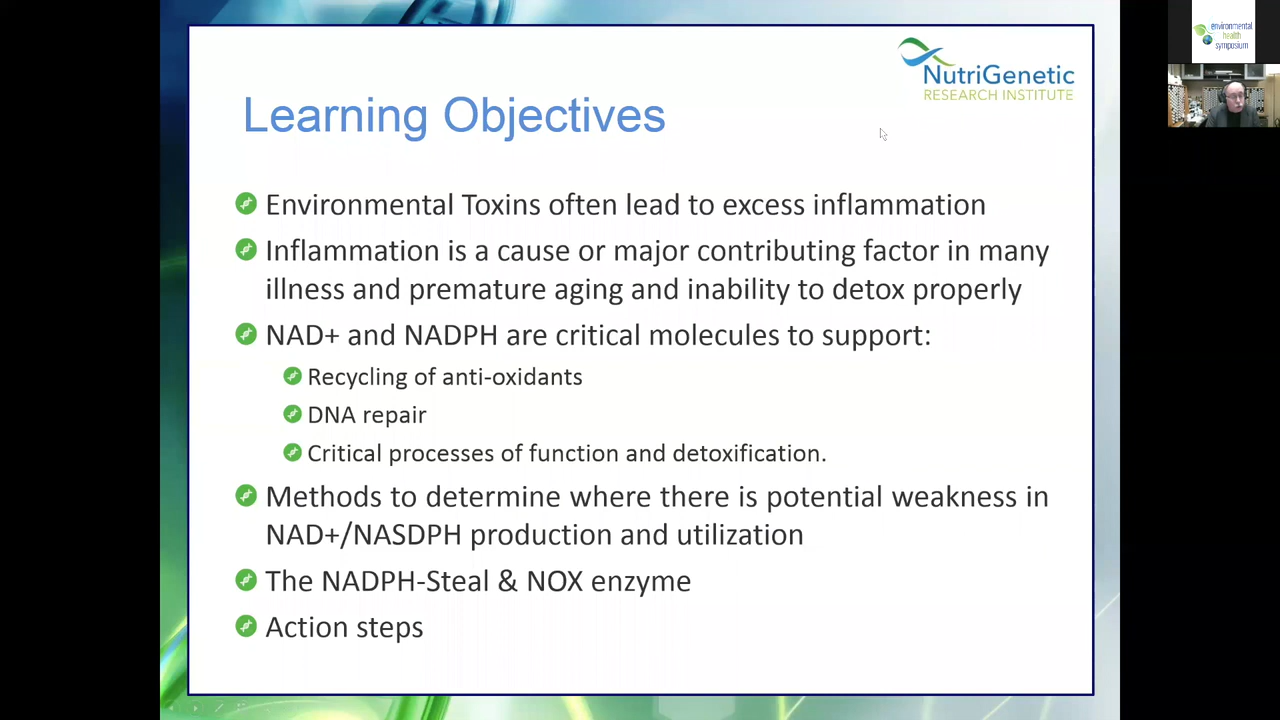 NutriGenetic
RESEARCH INSTITUTE
environmental
health
symposium
Learning Objectives
Environmental Toxins often lead to excess inflammation
Inflammation is a cause or major contributing factor in many
illness and premature aging and inability to detox properly
NAD+ and NADPH are critical molecules to support:
Recycling of anti-oxidants
DNA repair
Critical processes of function and detoxification.
Methods to determine where there is potential weakness in
NAD+/NASDPH production and utilization
The NADPH-Steal & NOX enzyme
Action steps